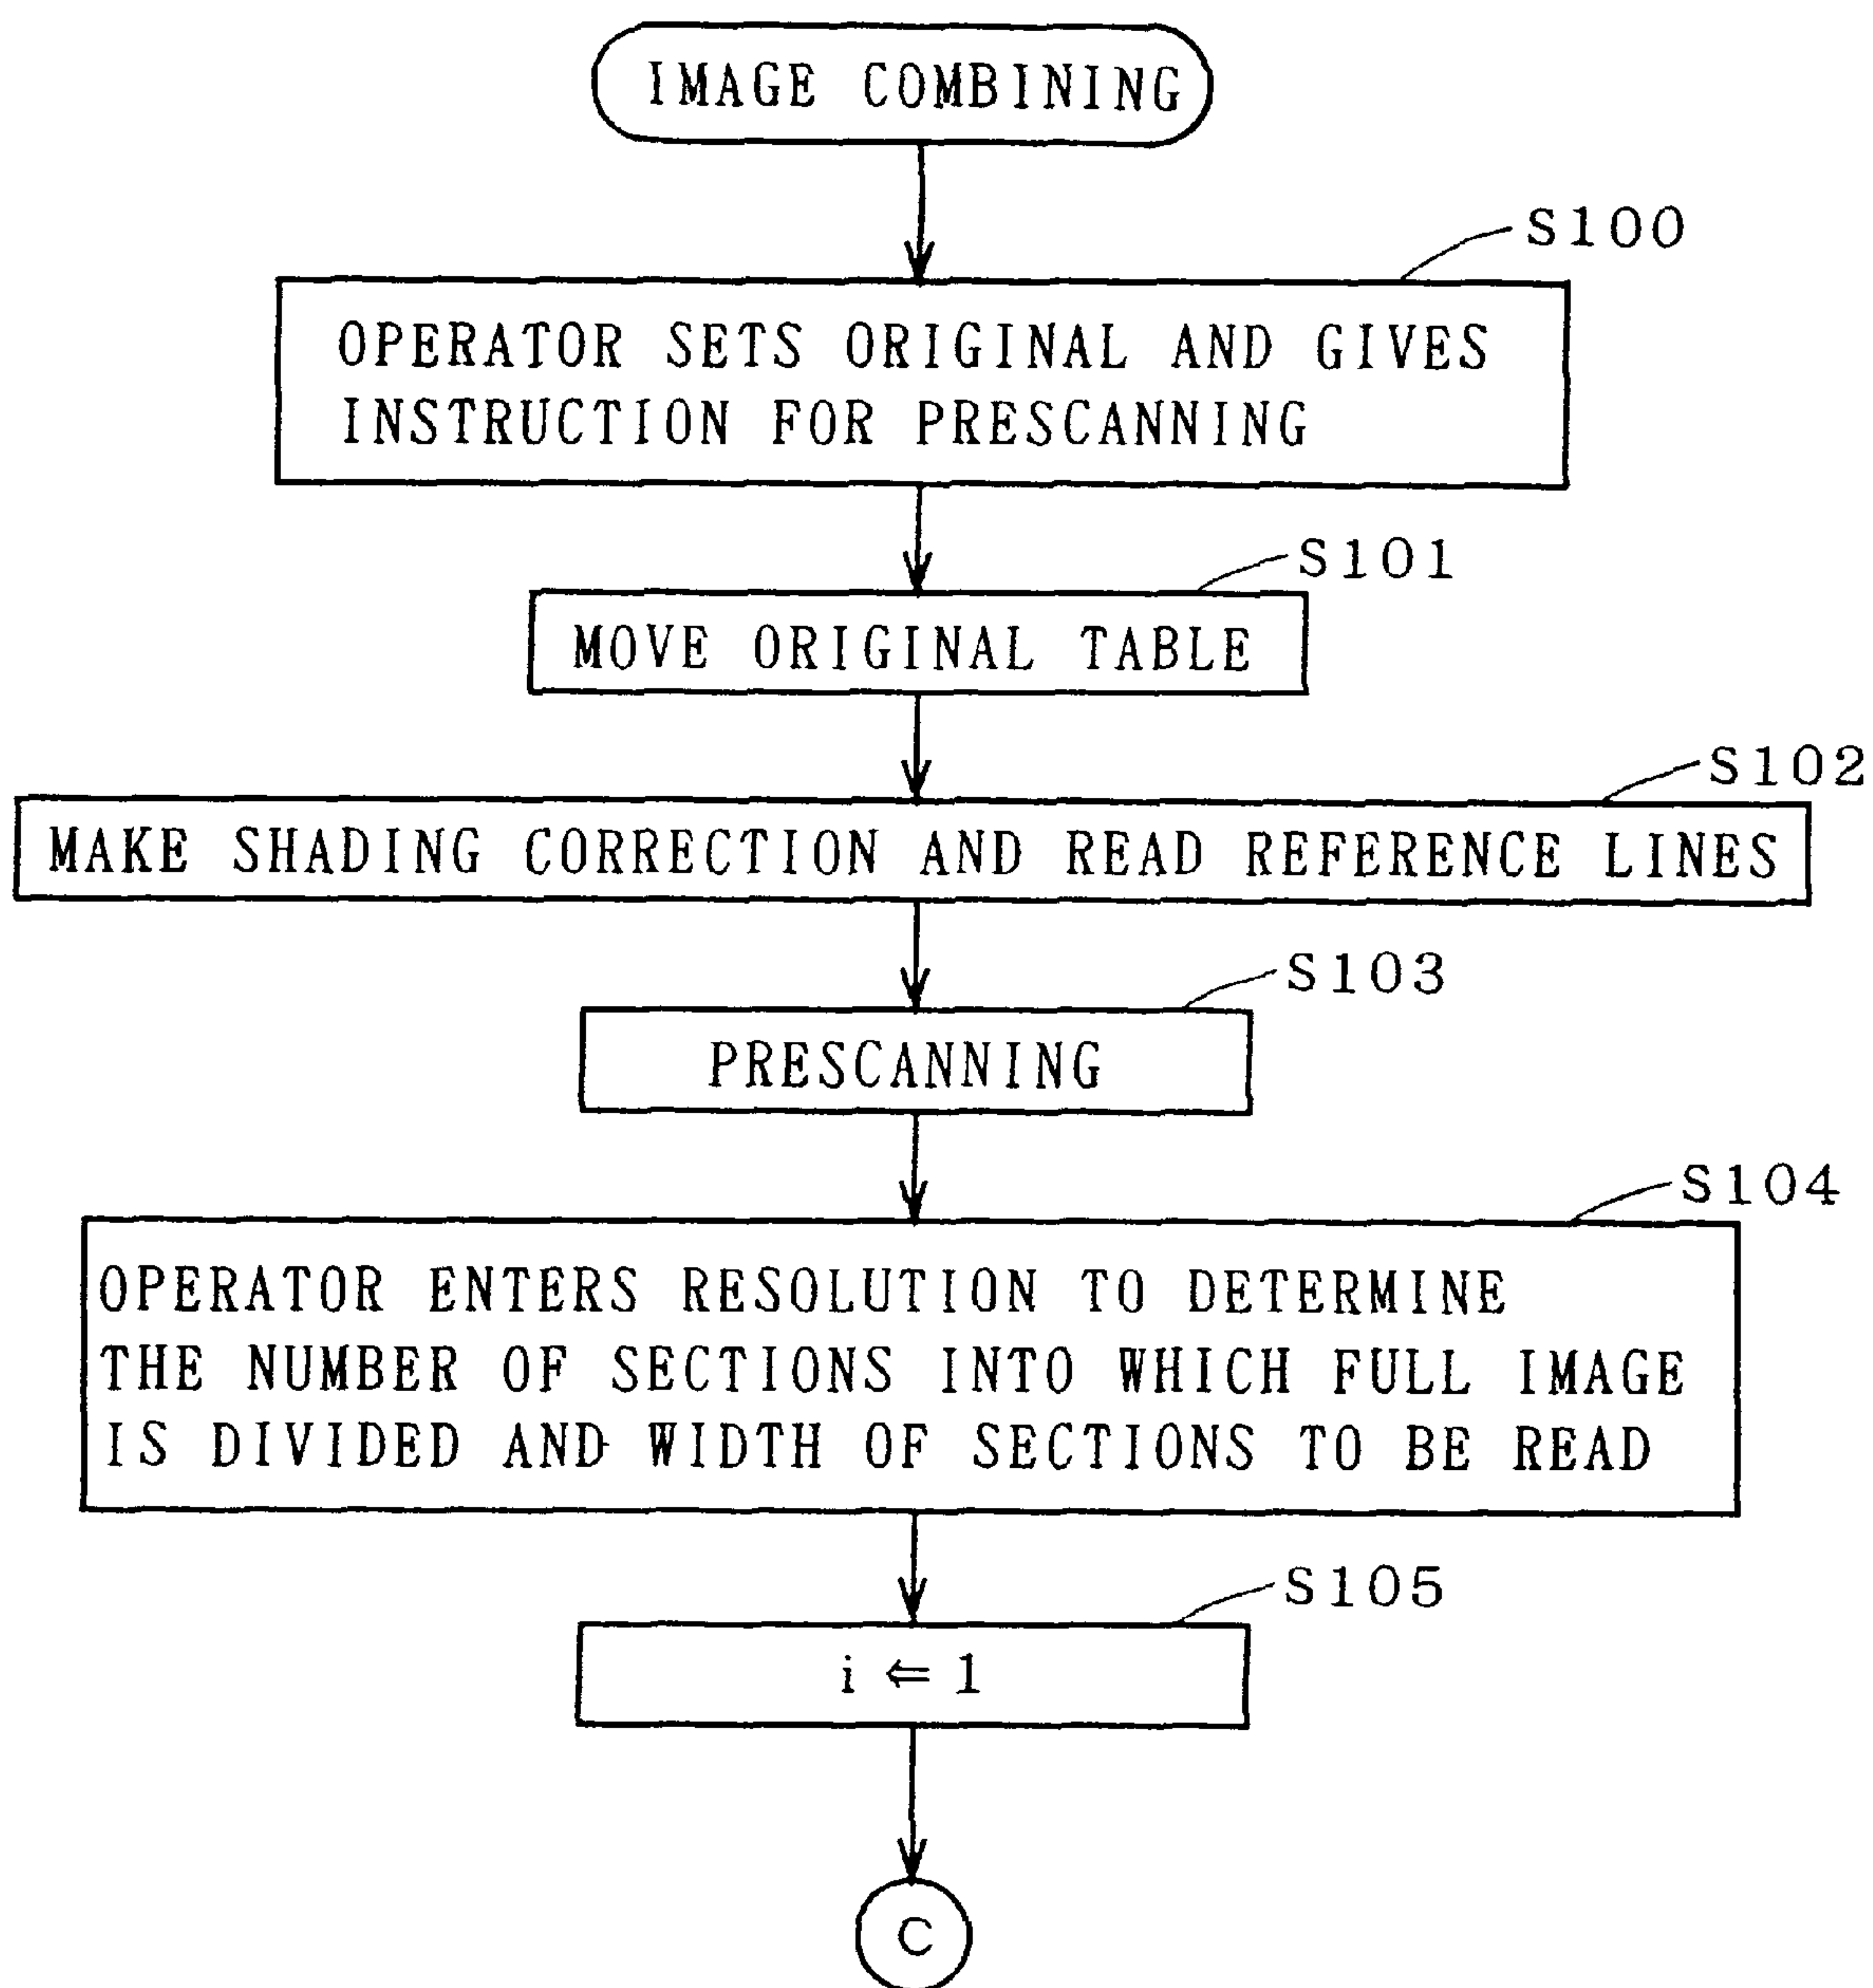 IMAGE COMBINING
S100
OPERATOR SETS ORIGINAL AND GIVES
INSTRUCTION FOR PRESCANNING
S101
MOVE ORIGINAL TABLE
S102
MAKE SHADING CORRECTION AND READ REFERENCE LINES
S103
PRESCANNING
S104
OPERATOR ENTERS RESOLUTION TO DETERMINE
THE NUMBER OF SECTIONS INTO WHICH FULL IMAGE
IS DIVIDED AND WIDTH OF SECTIONS TO BE READ
S105
i ⇐ 1
C